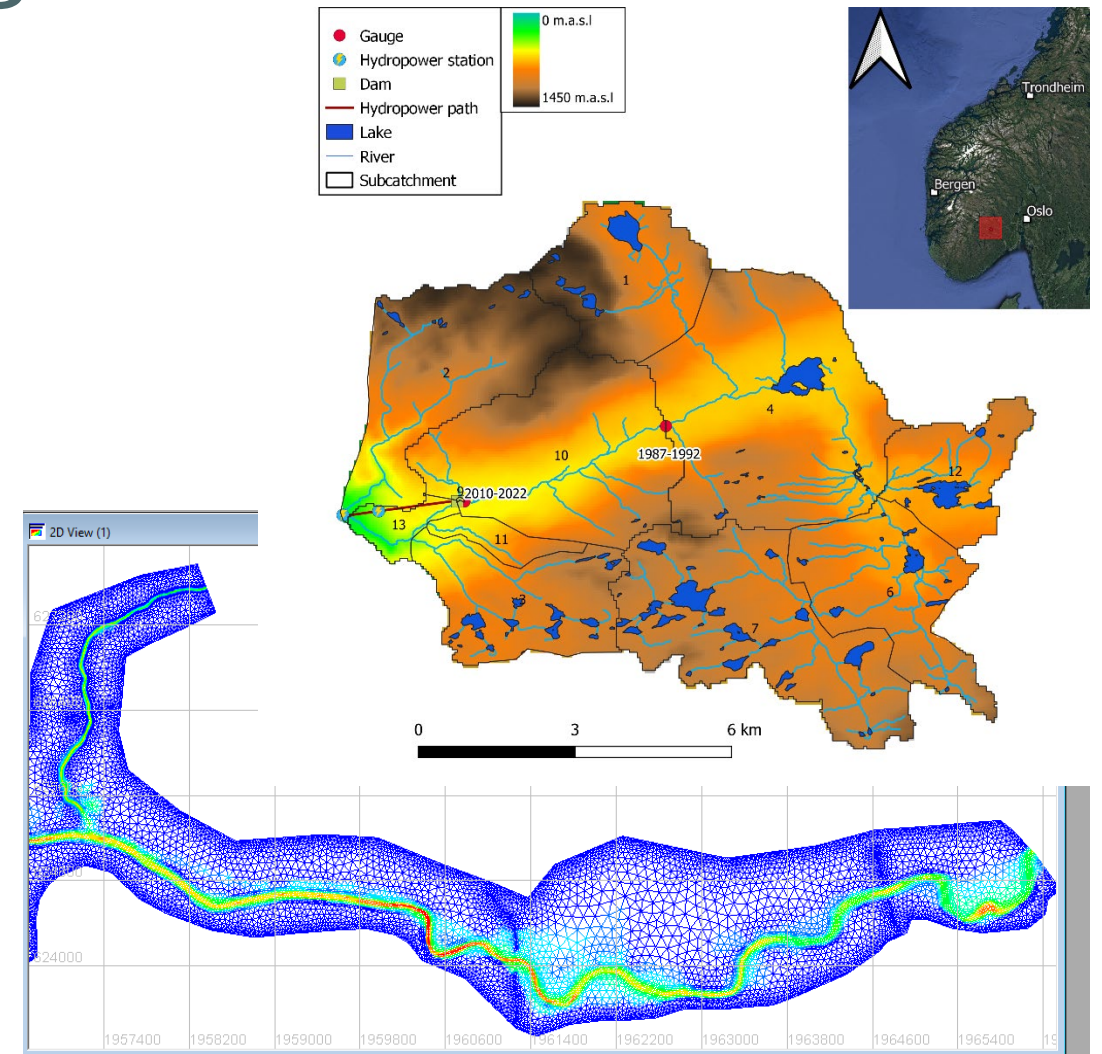 Gauge
Hydropower station
Dam
Hydropower path
Lake
River
Subcatchment
0 m.a.s.l
1450 m.a.s.l
Trondheim
Bergen
Oslo
1
2
4
10
1987-1992
12
2010-2022
13
11
3
6
7
0 3 6 km
2D View (1)
624000
1957400 1958200 1959000 1959800 1960600 1961400 1962200 1963000 1963800 1964600 1965400